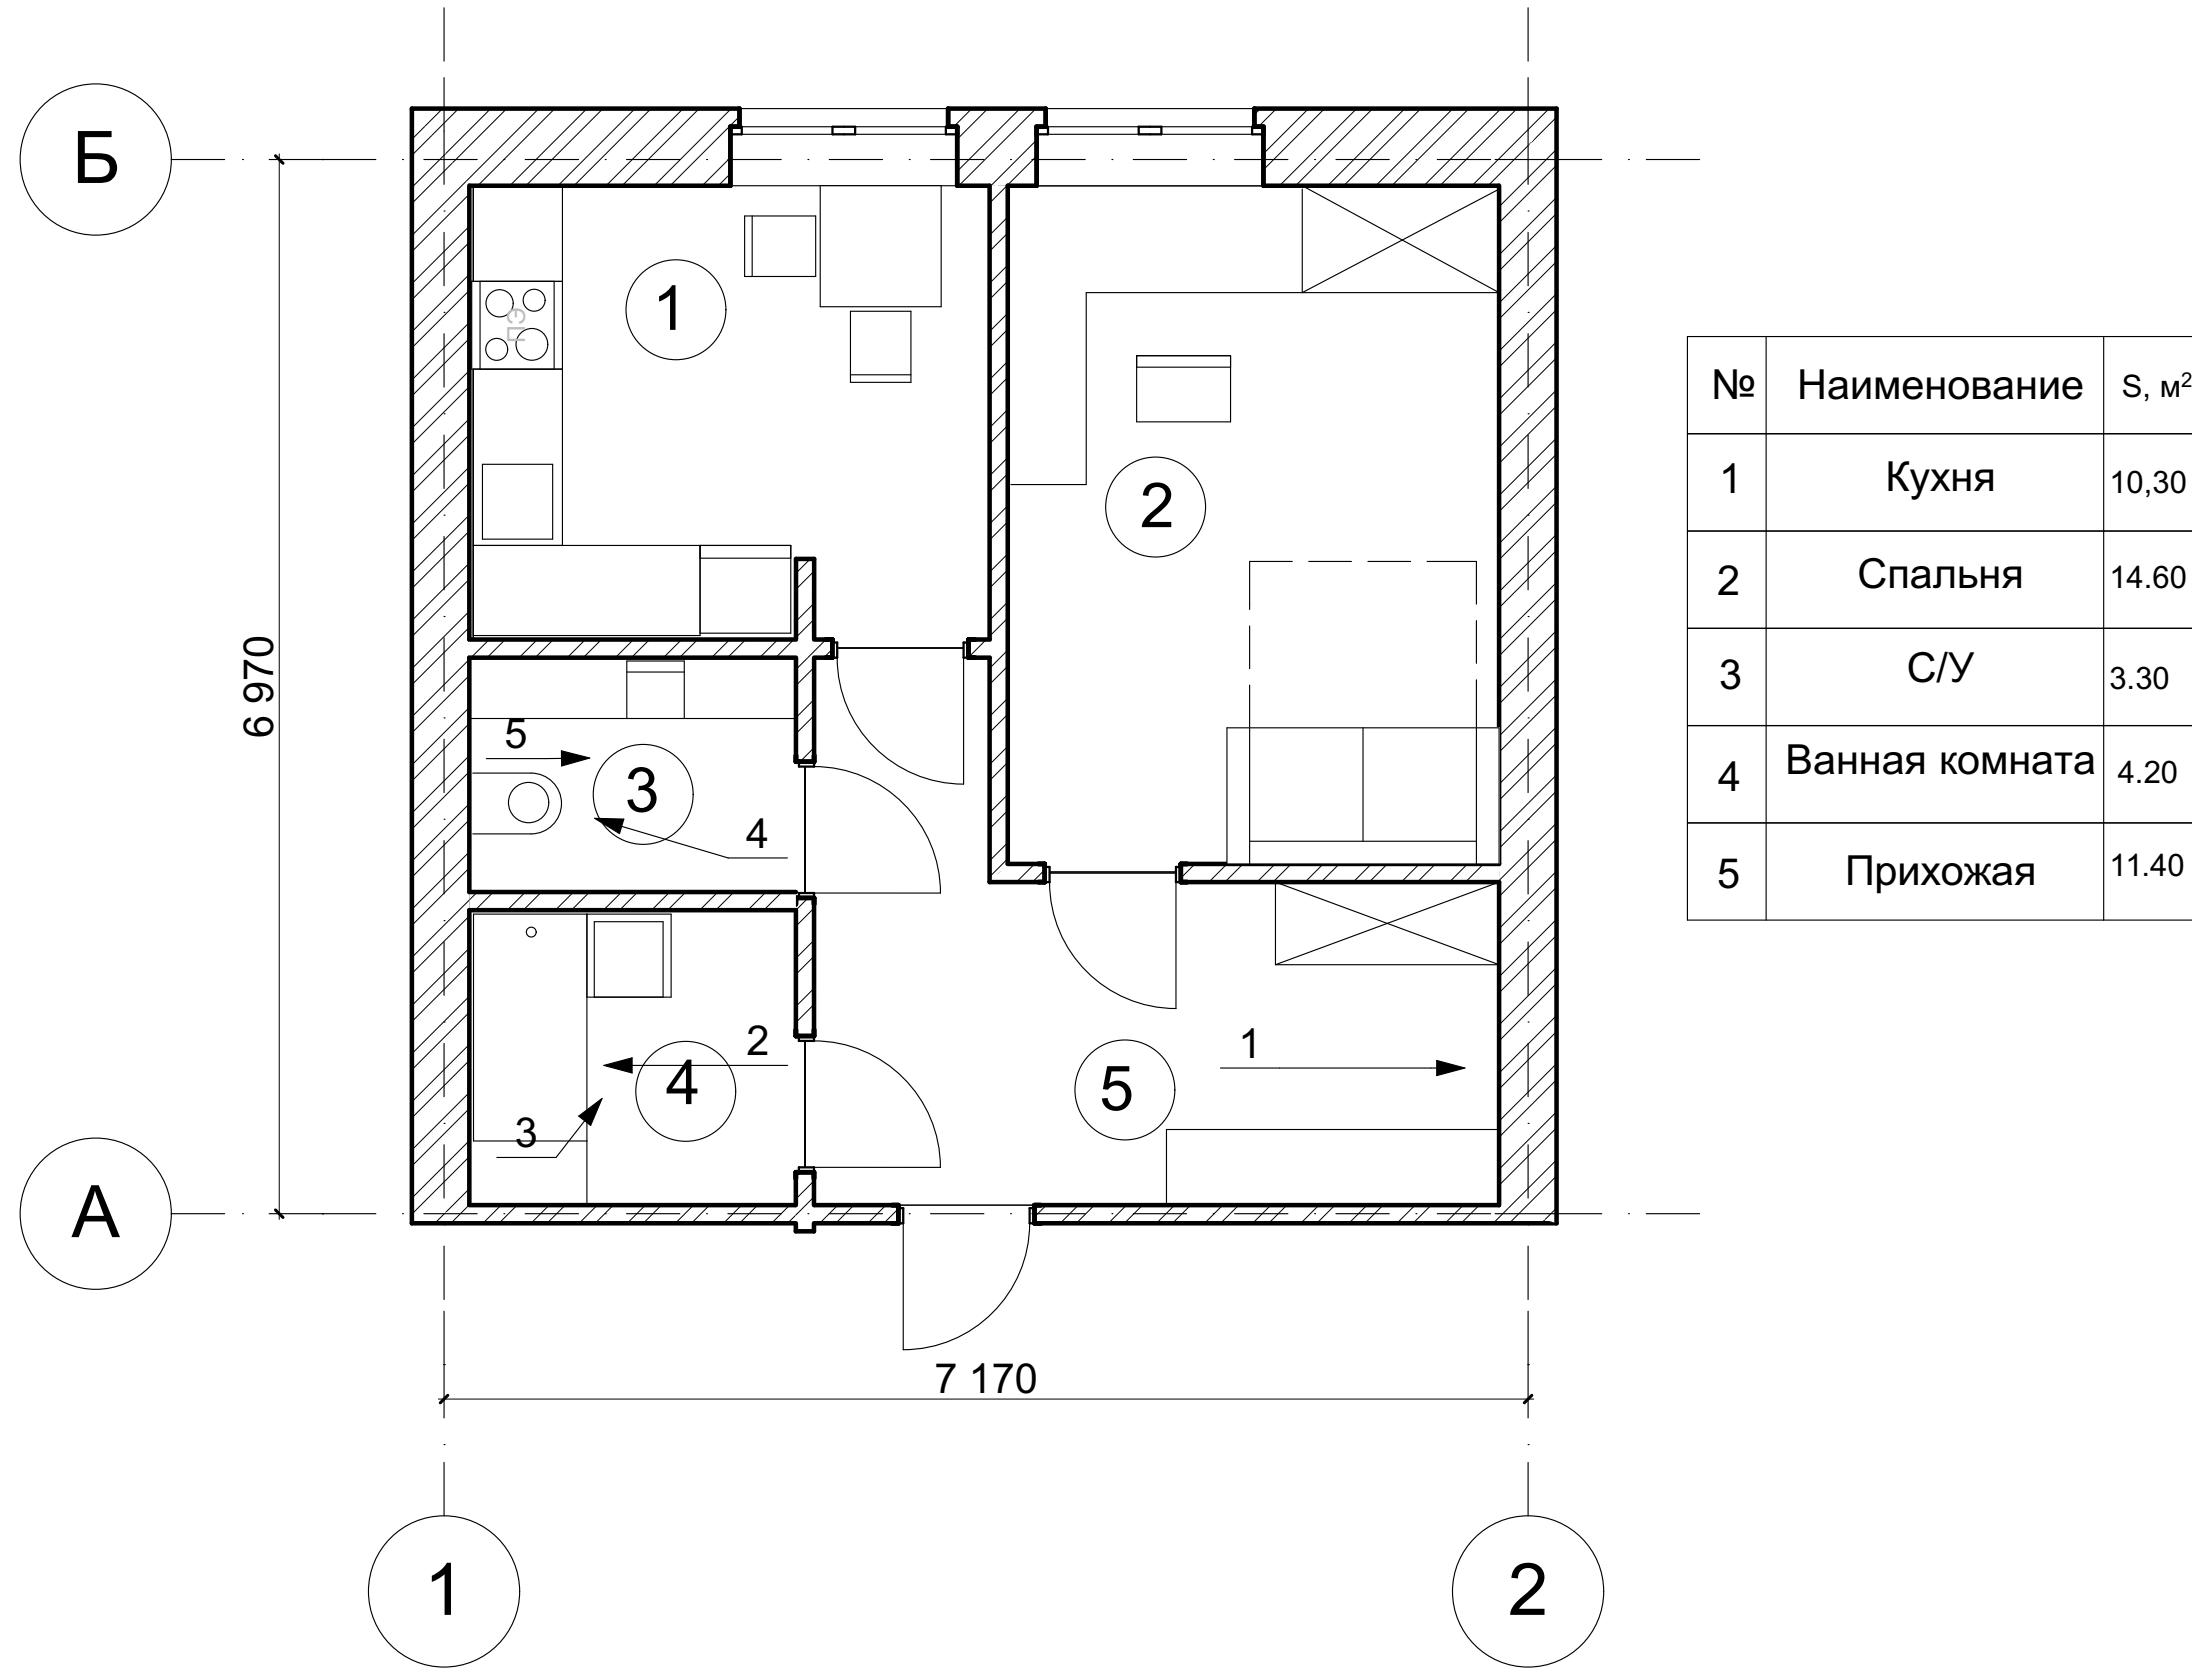 Б
1
ЭП
2
6 970
5
3
4
2
4
3
1
5
А
7 170
1
2
№ Наименование S, м²
1 Кухня 10,30
2 Спальня 14.60
3 С/У 3.30
4 Ванная комната 4.20
5 Прихожая 11.40